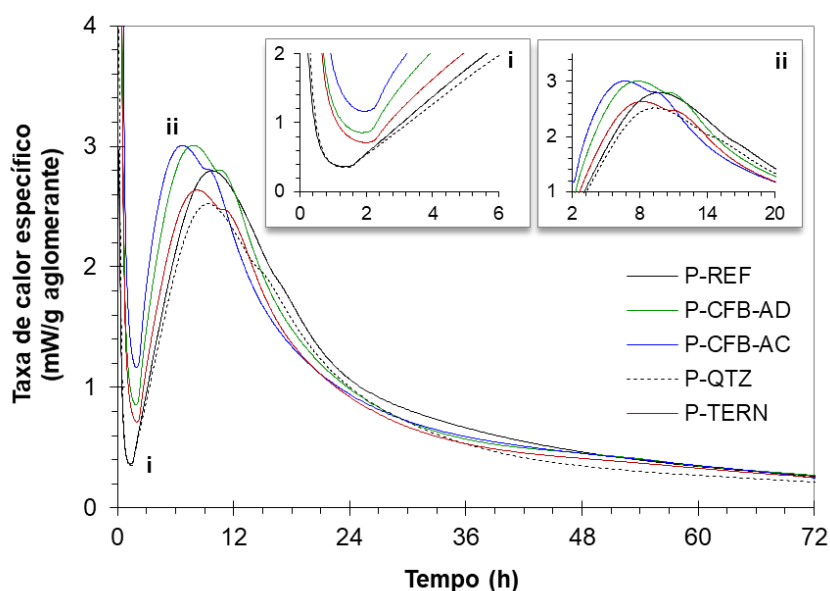 Taxa de calor específico
(mW/g aglomerante)
4
3
2
1
0
ii
i
2
1
0
0 2 4 6
i
3
2
1
2 8 14 20
ii
P-REF
P-CFB-AD
P-CFB-AC
P-QTZ
P-TERN
0 12 24 36 48 60 72
Tempo (h)